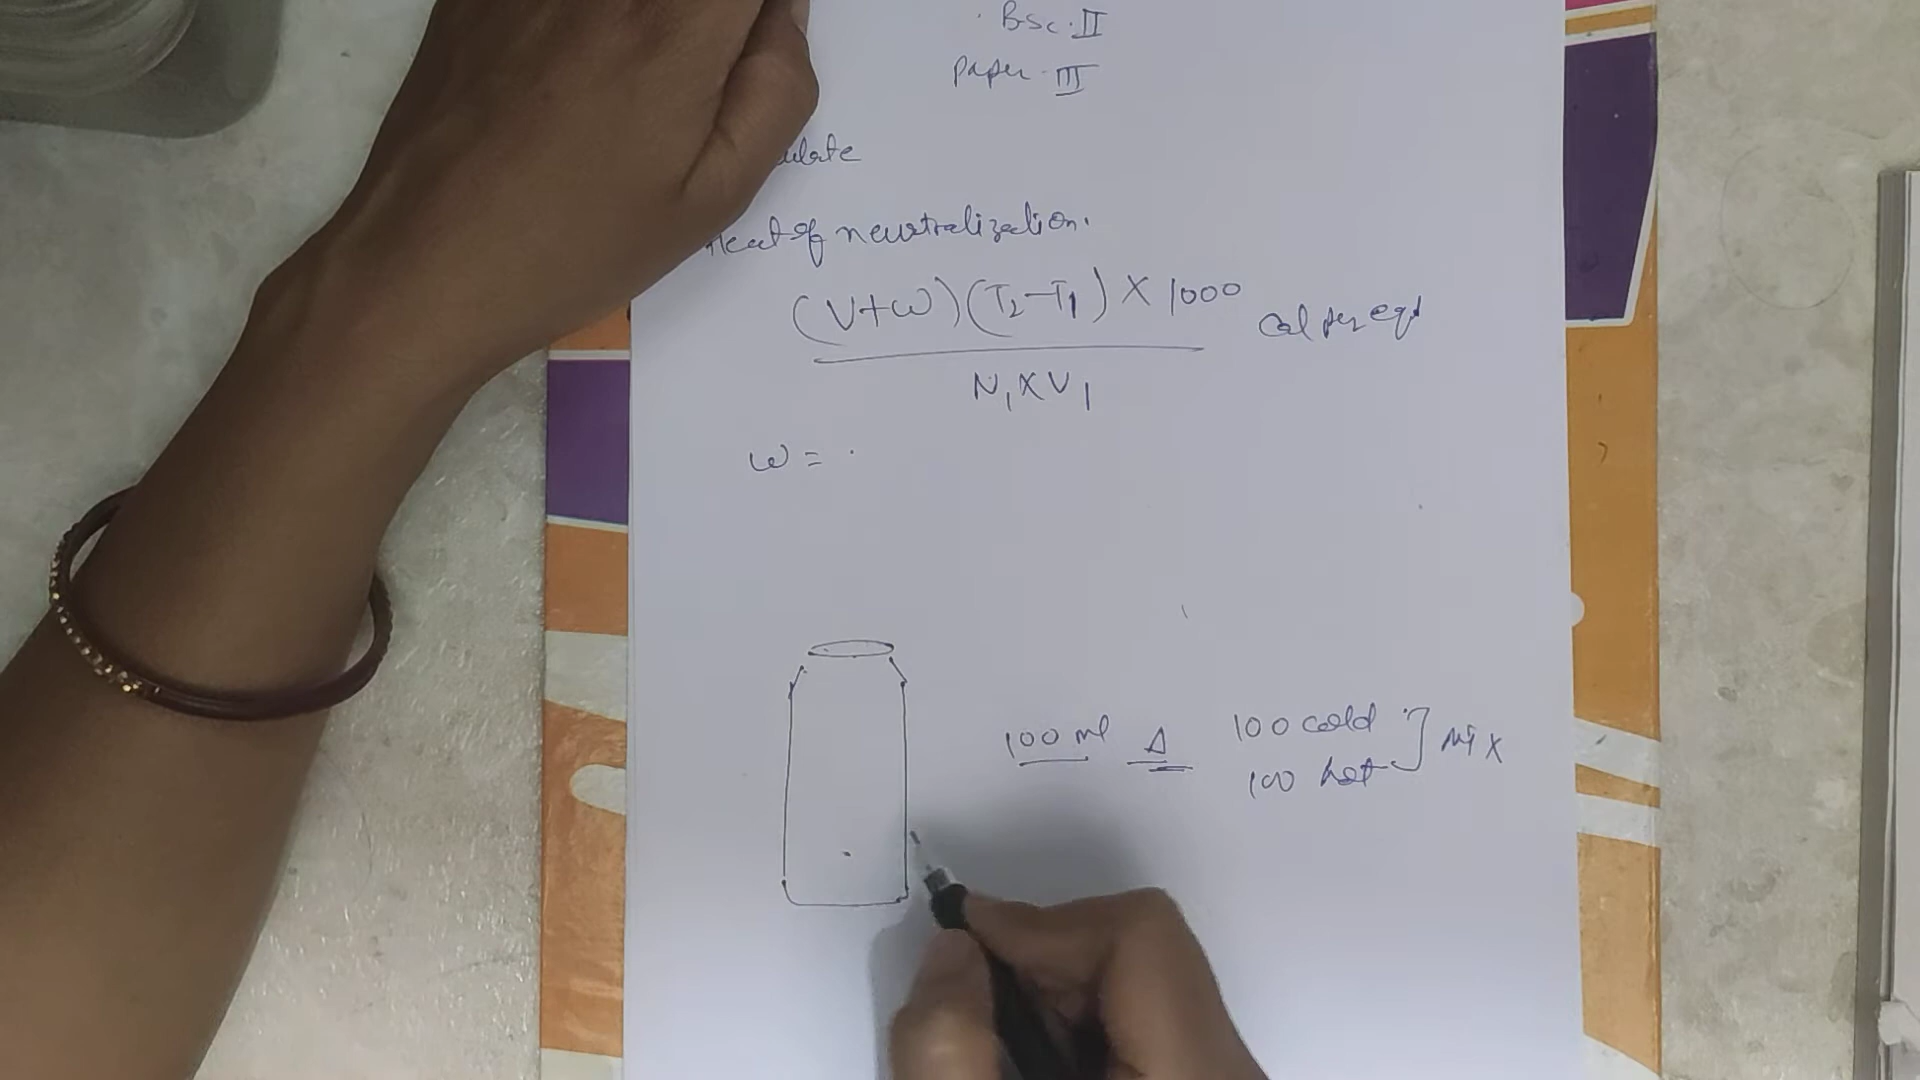 BSc. II
Paper - III
ulate
Heat of neutralization.
(V+W)(T₂-T₁) X 1000 Cal per eqt
N₁ X V₁
W =
100 ml Δ 100 cold ] Mix
100 hot